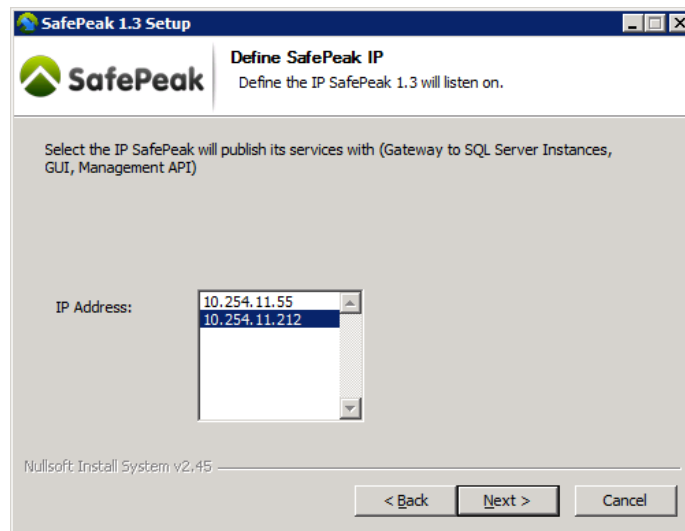 SafePeak 1.3 Setup
SafePeak
Define SafePeak IP
Define the IP SafePeak 1.3 will listen on.
Select the IP SafePeak will publish its services with (Gateway to SQL Server Instances,
GUI, Management API)
IP Address:
10.254.11.55
10.254.11.212
Nullsoft Install System v2.45
< Back
Next >
Cancel